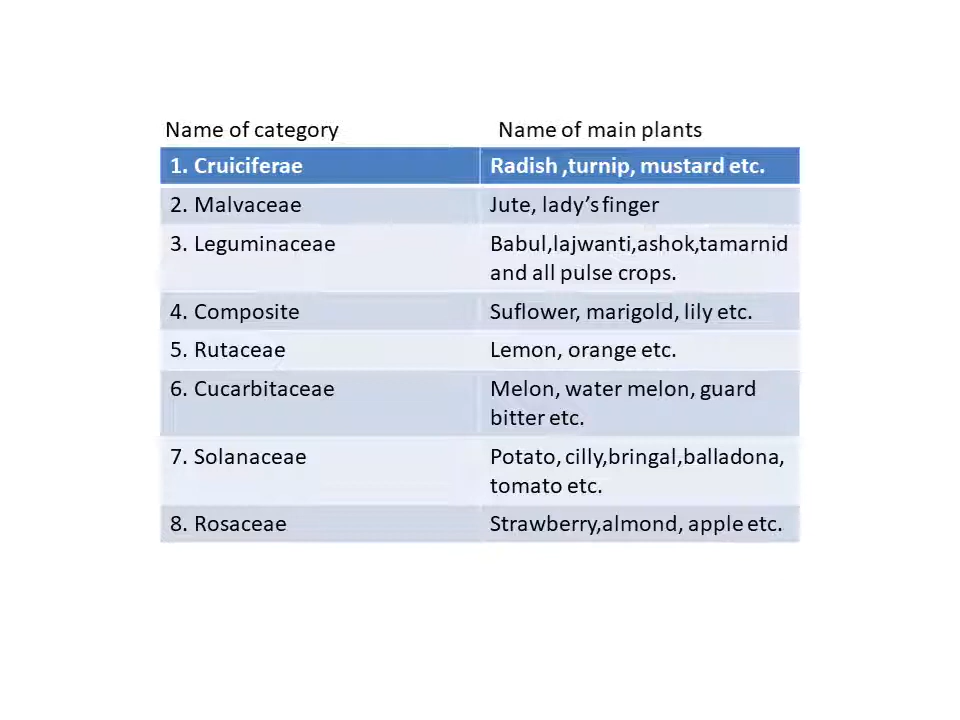 Name of category Name of main plants
1. Cruiciferae Radish ,turnip, mustard etc.
2. Malvaceae Jute, lady’s finger
3. Leguminaceae Babul,lajwanti,ashok,tamarnid
and all pulse crops.
4. Composite Suflower, marigold, lily etc.
5. Rutaceae Lemon, orange etc.
6. Cucarbitaceae Melon, water melon, guard
bitter etc.
7. Solanaceae Potato, cilly,bringal,balladona,
tomato etc.
8. Rosaceae Strawberry,almond, apple etc.